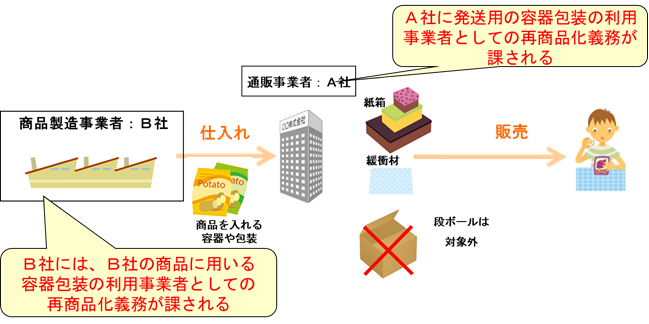 A社に発送用の容器包装の利用
事業者としての再商品化義務が
課される
通販事業者：A社
商品製造事業者：B社
仕入れ
〇〇株式会社
紙箱
販売
緩衝材
Potato
Potato
商品を入れる
容器や包装
段ボールは
対象外
B社には、B社の商品に用いる
容器包装の利用事業者としての
再商品化義務が課される